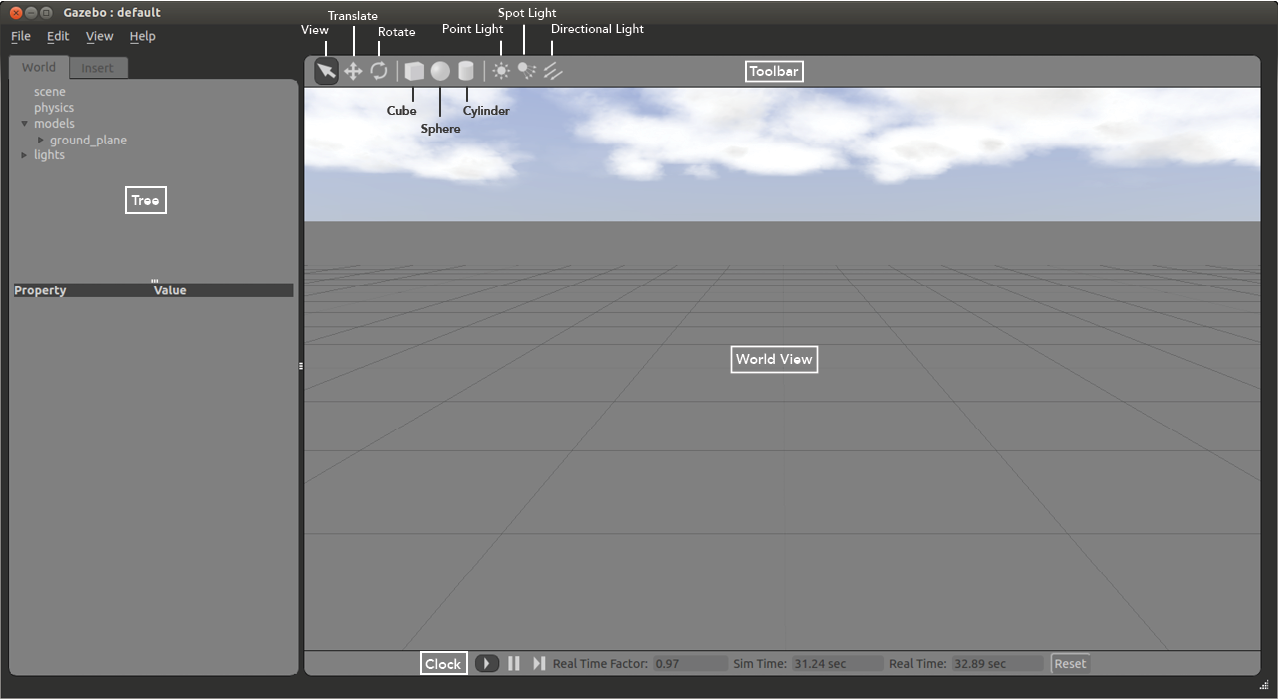 Gazebo : default
File Edit View Help
View Translate Rotate Point Light Spot Light Directional Light
World Insert
Toolbar
Cube Sphere Cylinder
scene
physics
models
ground_plane
lights
Tree
Property Value
World View
Clock Real Time Factor: 0.97 Sim Time: 31.24 sec Real Time: 32.89 sec Reset